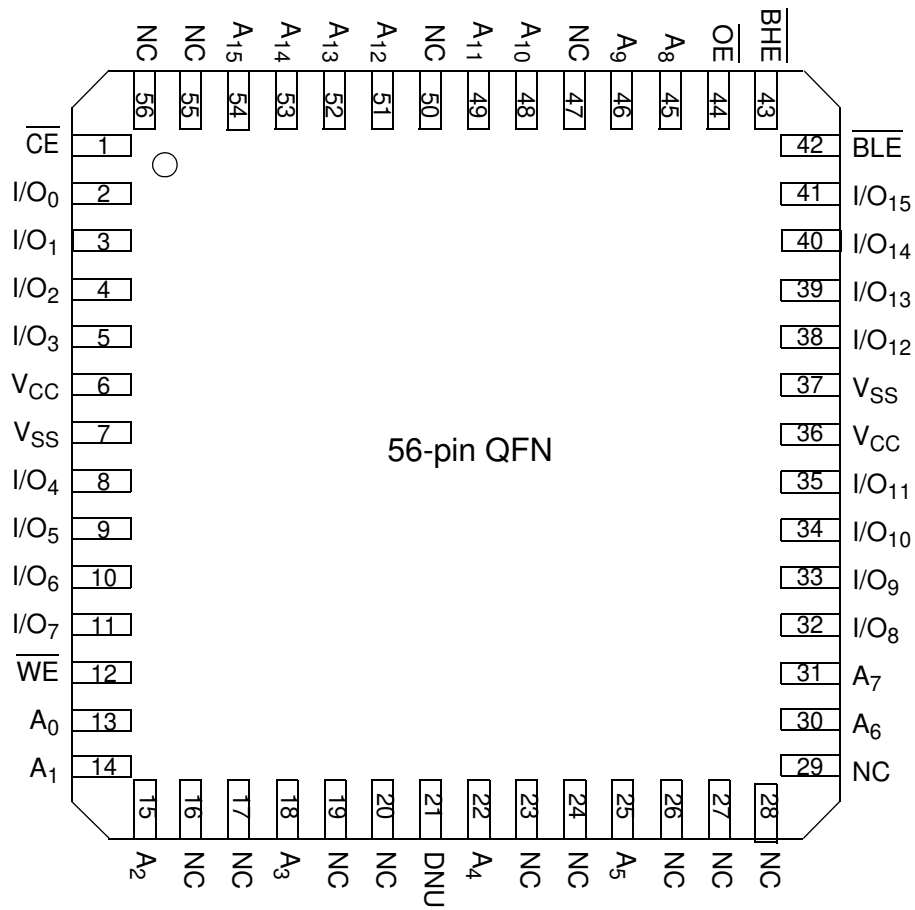 NC NC A15 A14 A13 A12 NC A11 A10 NC A9 A8 OE BHE
56 55 54 53 52 51 50 49 48 47 46 45 44 43
CE 1 42 BLE
I/O0 2 41 I/O15
I/O1 3 40 I/O14
I/O2 4 39 I/O13
I/O3 5 38 I/O12
VCC 6 37 VSS
VSS 7 36 VCC
56-pin QFN
I/O4 8 35 I/O11
I/O5 9 34 I/O10
I/O6 10 33 I/O9
I/O7 11 32 I/O8
WE 12 31 A7
A0 13 30 A6
A1 14 29 NC
15 16 17 18 19 20 21 22 23 24 25 26 27 28
A2 NC NC A3 NC NC DNU A4 NC NC A5 NC NC NC